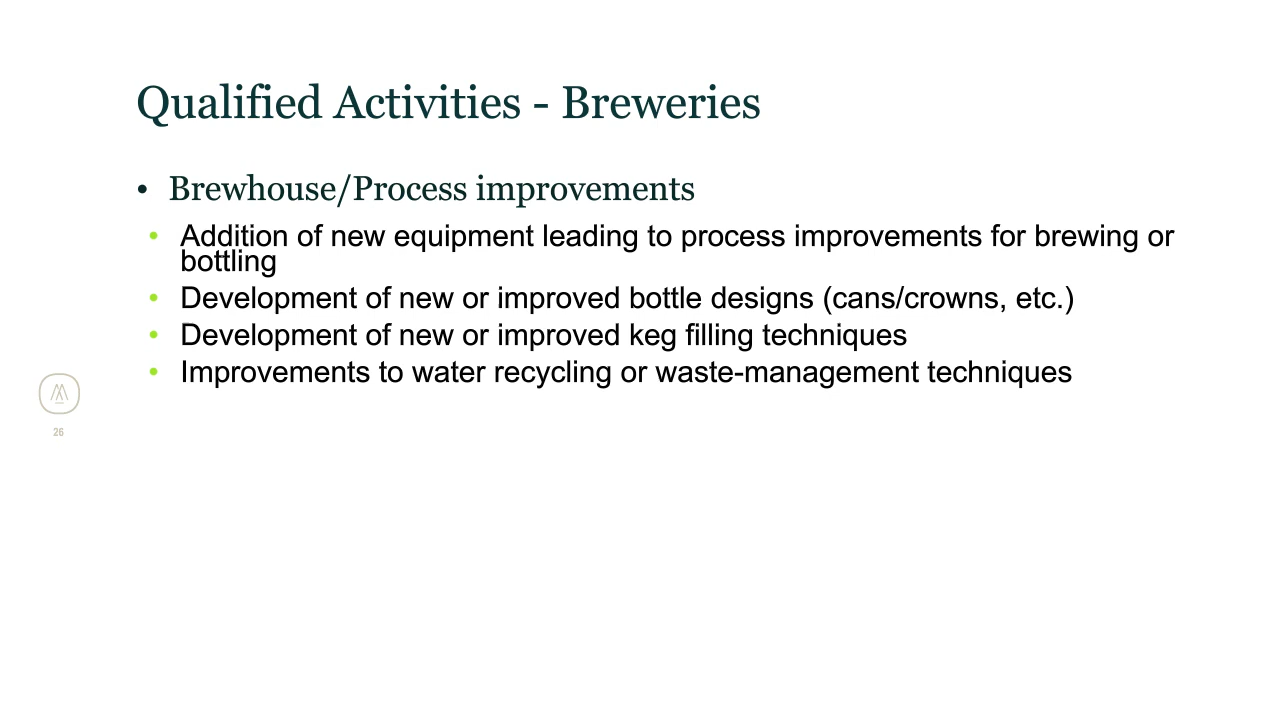 Qualified Activities - Breweries
• Brewhouse/Process improvements
• Addition of new equipment leading to process improvements for brewing or
bottling
• Development of new or improved bottle designs (cans/crowns, etc.)
• Development of new or improved keg filling techniques
• Improvements to water recycling or waste-management techniques
26